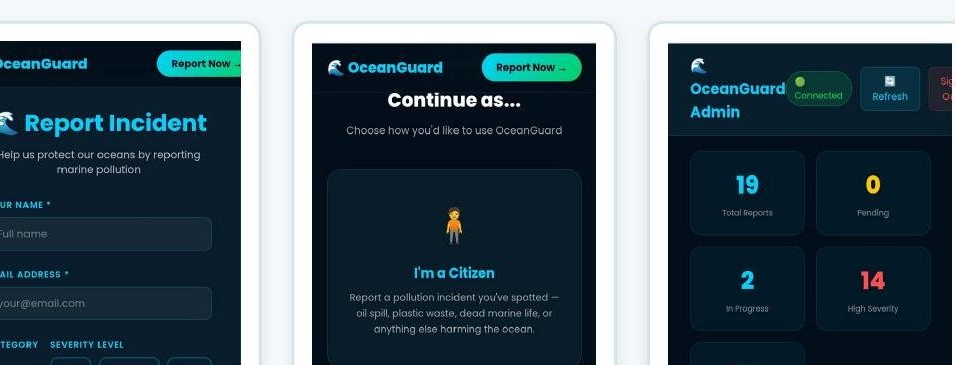 OceanGuard
Report Now →
Report Incident
Help us protect our oceans by reporting
marine pollution
UR NAME *
Full name
AIL ADDRESS *
your@email.com
TEGORY SEVERITY LEVEL
OceanGuard
Report Now →
Continue as...
Choose how you'd like to use OceanGuard
I'm a Citizen
Report a pollution incident you've spotted —
oil spill, plastic waste, dead marine life, or
anything else harming the ocean.
OceanGuard
Admin
Connected
Refresh
Sig
Ou
19
Total Reports
0
Pending
2
In Progress
14
High Severity